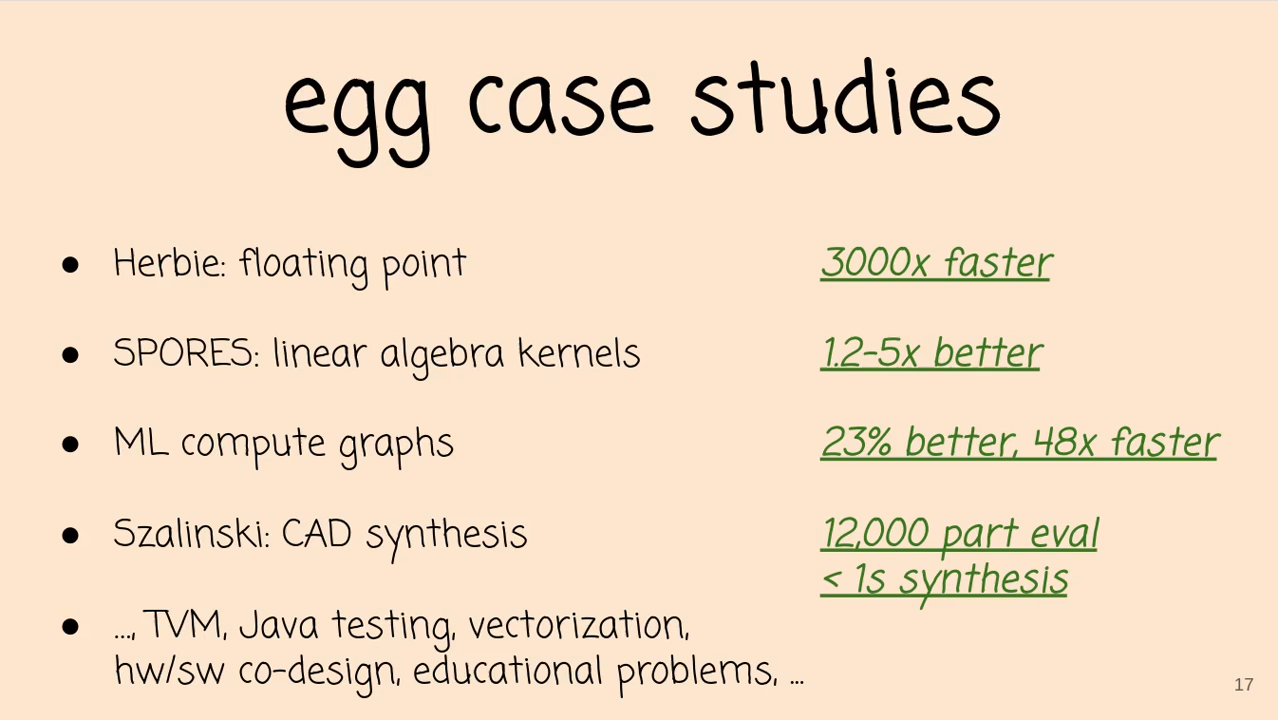 egg case studies
● Herbie: floating point 3000x faster
● SPORES: linear algebra kernels 1.2-5x better
● ML compute graphs 23% better, 48x faster
● Szalinski: CAD synthesis 12,000 part eval
< 1s synthesis
● ..., TVM, Java testing, vectorization,
hw/sw co-design, educational problems, ...
17